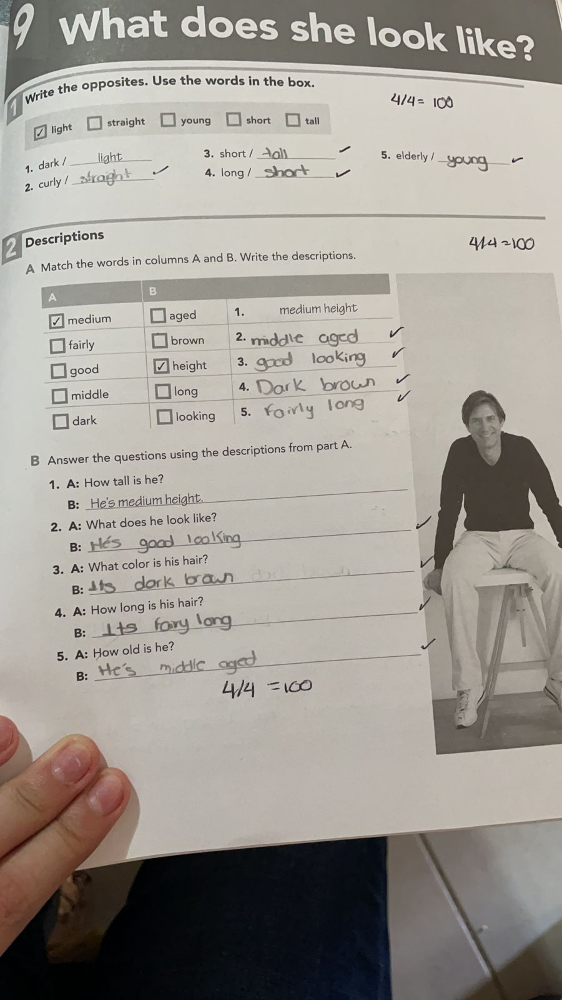 9 What does she look like?
1 Write the opposites. Use the words in the box.
4/4= 100
light straight young short tall
1. dark / light
2. curly / straight
3. short / tall
4. long / short
5. elderly / young
2 Descriptions
4/4=100
A Match the words in columns A and B. Write the descriptions.
A B
medium aged 1. medium height
fairly brown 2. middle aged
good height 3. good looking
middle long 4. Dark brown
dark looking 5. Fairly long
B Answer the questions using the descriptions from part A.
1. A: How tall is he?
B: He's medium height.
2. A: What does he look like?
B: He's good looking
3. A: What color is his hair?
B: Its dark brown
4. A: How long is his hair?
B: Its fairy long
5. A: How old is he?
B: He's middle aged
4/4 =100